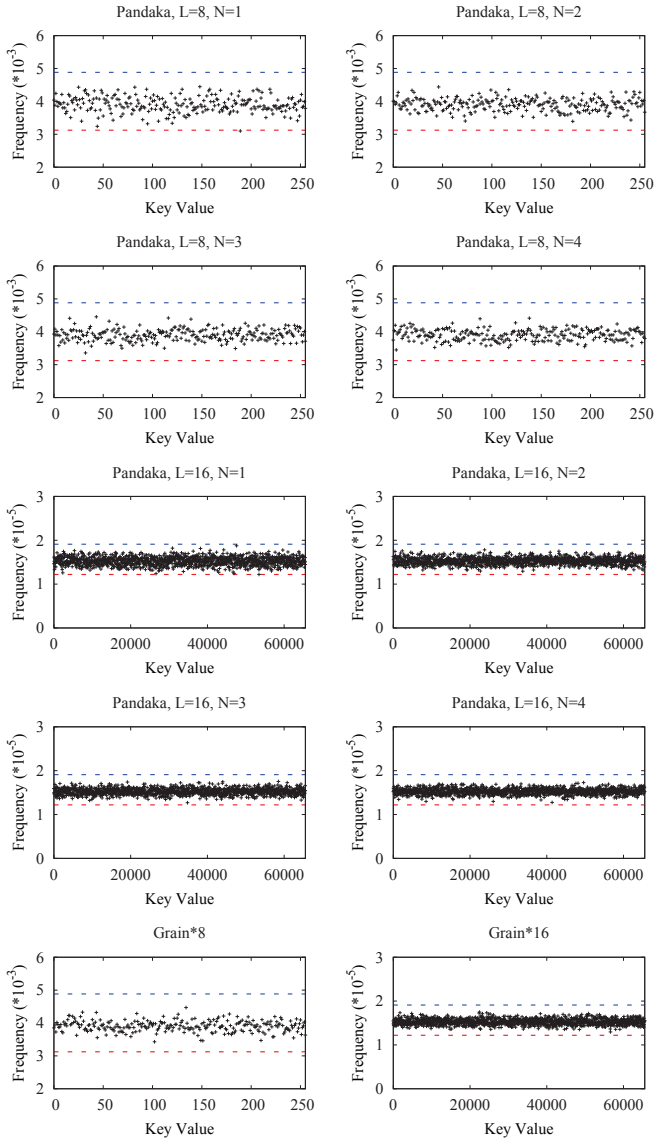 Pandaka, L=8, N=1
Frequency (*10⁻³)
6
5
4
3
2
0 50 100 150 200 250
Key Value
Pandaka, L=8, N=2
Frequency (*10⁻³)
6
5
4
3
2
0 50 100 150 200 250
Key Value
Pandaka, L=8, N=3
Frequency (*10⁻³)
6
5
4
3
2
0 50 100 150 200 250
Key Value
Pandaka, L=8, N=4
Frequency (*10⁻³)
6
5
4
3
2
0 50 100 150 200 250
Key Value
Pandaka, L=16, N=1
Frequency (*10⁻⁵)
3
2
1
0
0 20000 40000 60000
Key Value
Pandaka, L=16, N=2
Frequency (*10⁻⁵)
3
2
1
0
0 20000 40000 60000
Key Value
Pandaka, L=16, N=3
Frequency (*10⁻⁵)
3
2
1
0
0 20000 40000 60000
Key Value
Pandaka, L=16, N=4
Frequency (*10⁻⁵)
3
2
1
0
0 20000 40000 60000
Key Value
Grain*8
Frequency (*10⁻³)
6
5
4
3
2
0 50 100 150 200 250
Key Value
Grain*16
Frequency (*10⁻⁵)
3
2
1
0
0 20000 40000 60000
Key Value